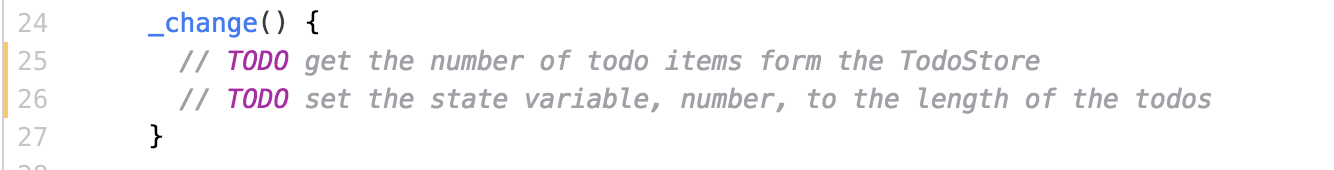 24 _change() {
25 // TODO get the number of todo items form the TodoStore
26 // TODO set the state variable, number, to the length of the todos
27 }